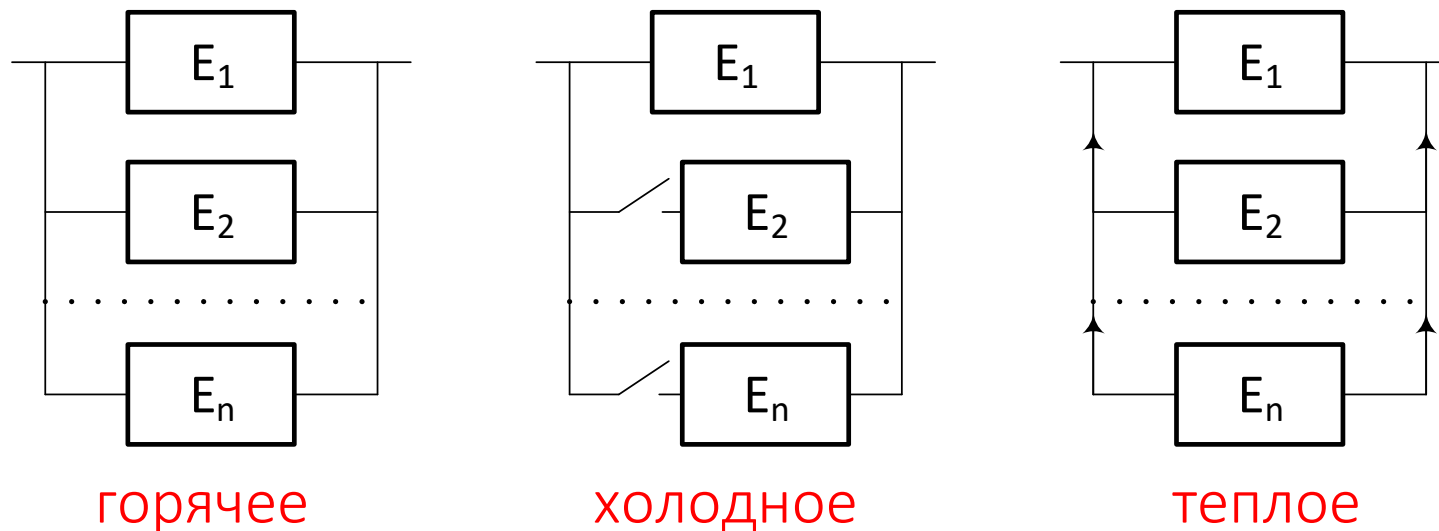 E₁ E₁ E₁
E₂ E₂ E₂
Eₙ Eₙ Eₙ
горячее холодное теплое